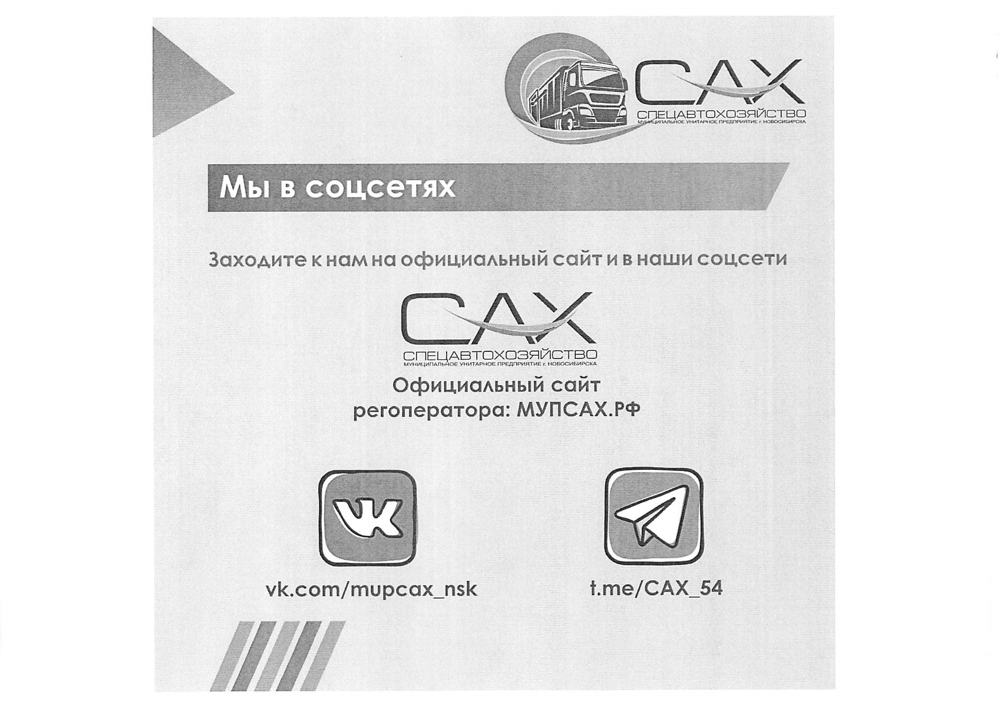 САХ
СПЕЦАВТОХОЗЯЙСТВО
МУНИЦИПАЛЬНОЕ УНИТАРНОЕ ПРЕДПРИЯТИЕ г. НОВОСИБИРСКА
Мы в соцсетях
Заходите к нам на официальный сайт и в наши соцсети
САХ
СПЕЦАВТОХОЗЯЙСТВО
МУНИЦИПАЛЬНОЕ УНИТАРНОЕ ПРЕДПРИЯТИЕ г. НОВОСИБИРСКА
Официальный сайт
регоператора: МУПСАХ.РФ
vk.com/mupcax_nsk
t.me/CAX_54